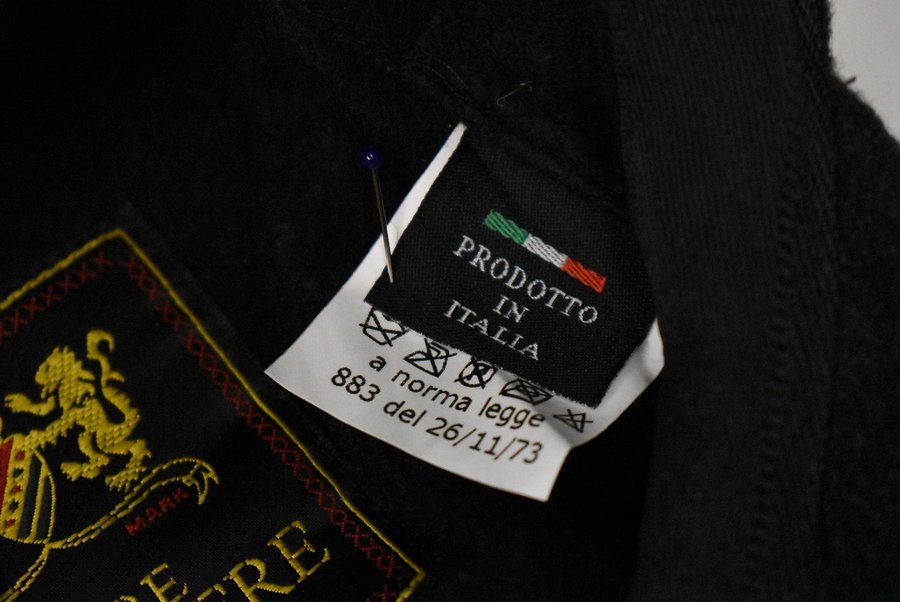 PRODOTTO
IN
ITALIA
a norma legge
883 del 26/11/73
MARK